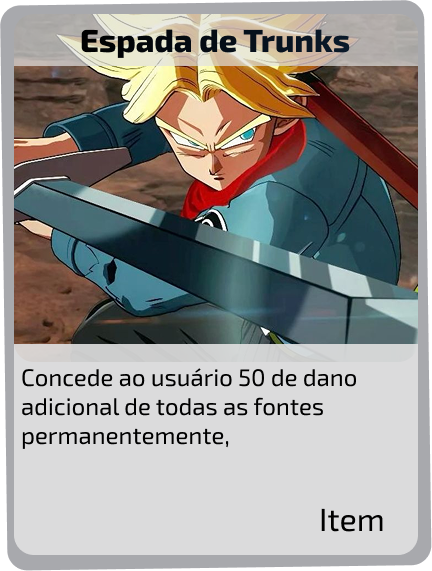 Espada de Trunks
Concede ao usuário 50 de dano
adicional de todas as fontes
permanentemente,
Item